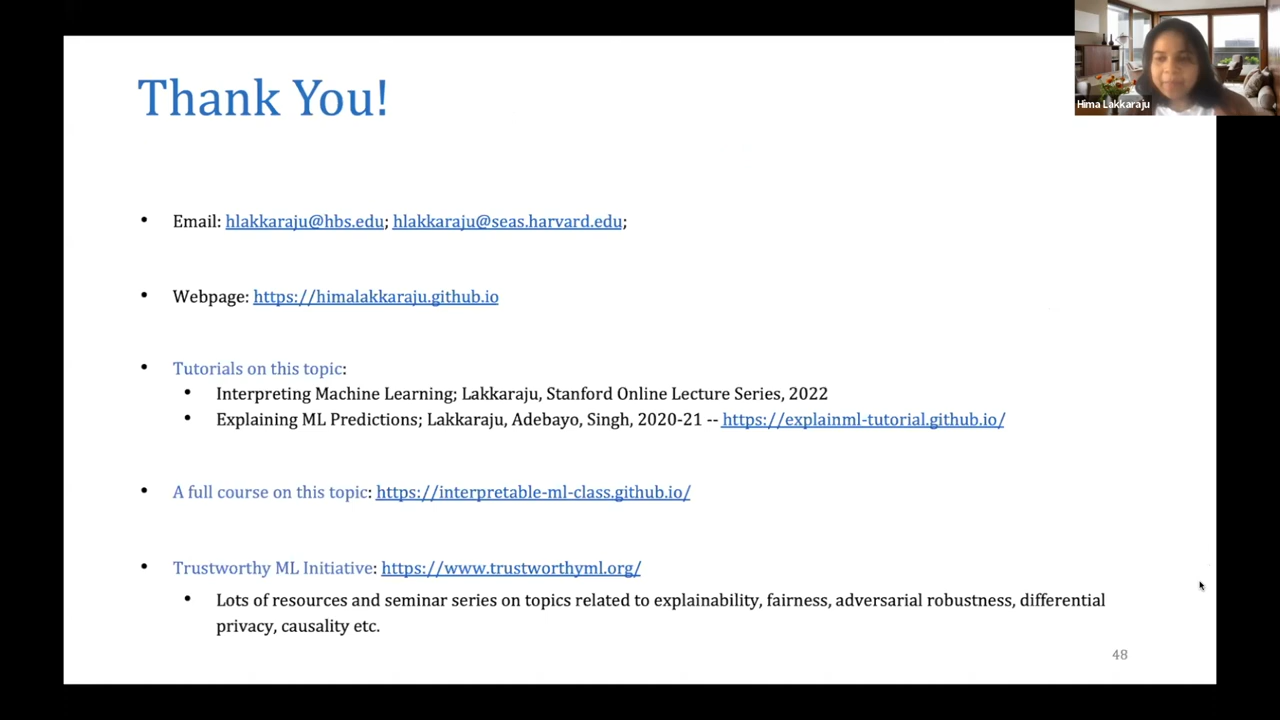 Thank You!
Hima Lakkaraju
• Email: hlakkaraju@hbs.edu; hlakkaraju@seas.harvard.edu;
• Webpage: https://himalakkaraju.github.io
• Tutorials on this topic:
• Interpreting Machine Learning; Lakkaraju, Stanford Online Lecture Series, 2022
• Explaining ML Predictions; Lakkaraju, Adebayo, Singh, 2020-21 -- https://explainml-tutorial.github.io/
• A full course on this topic: https://interpretable-ml-class.github.io/
• Trustworthy ML Initiative: https://www.trustworthyml.org/
• Lots of resources and seminar series on topics related to explainability, fairness, adversarial robustness, differential
privacy, causality etc.
48